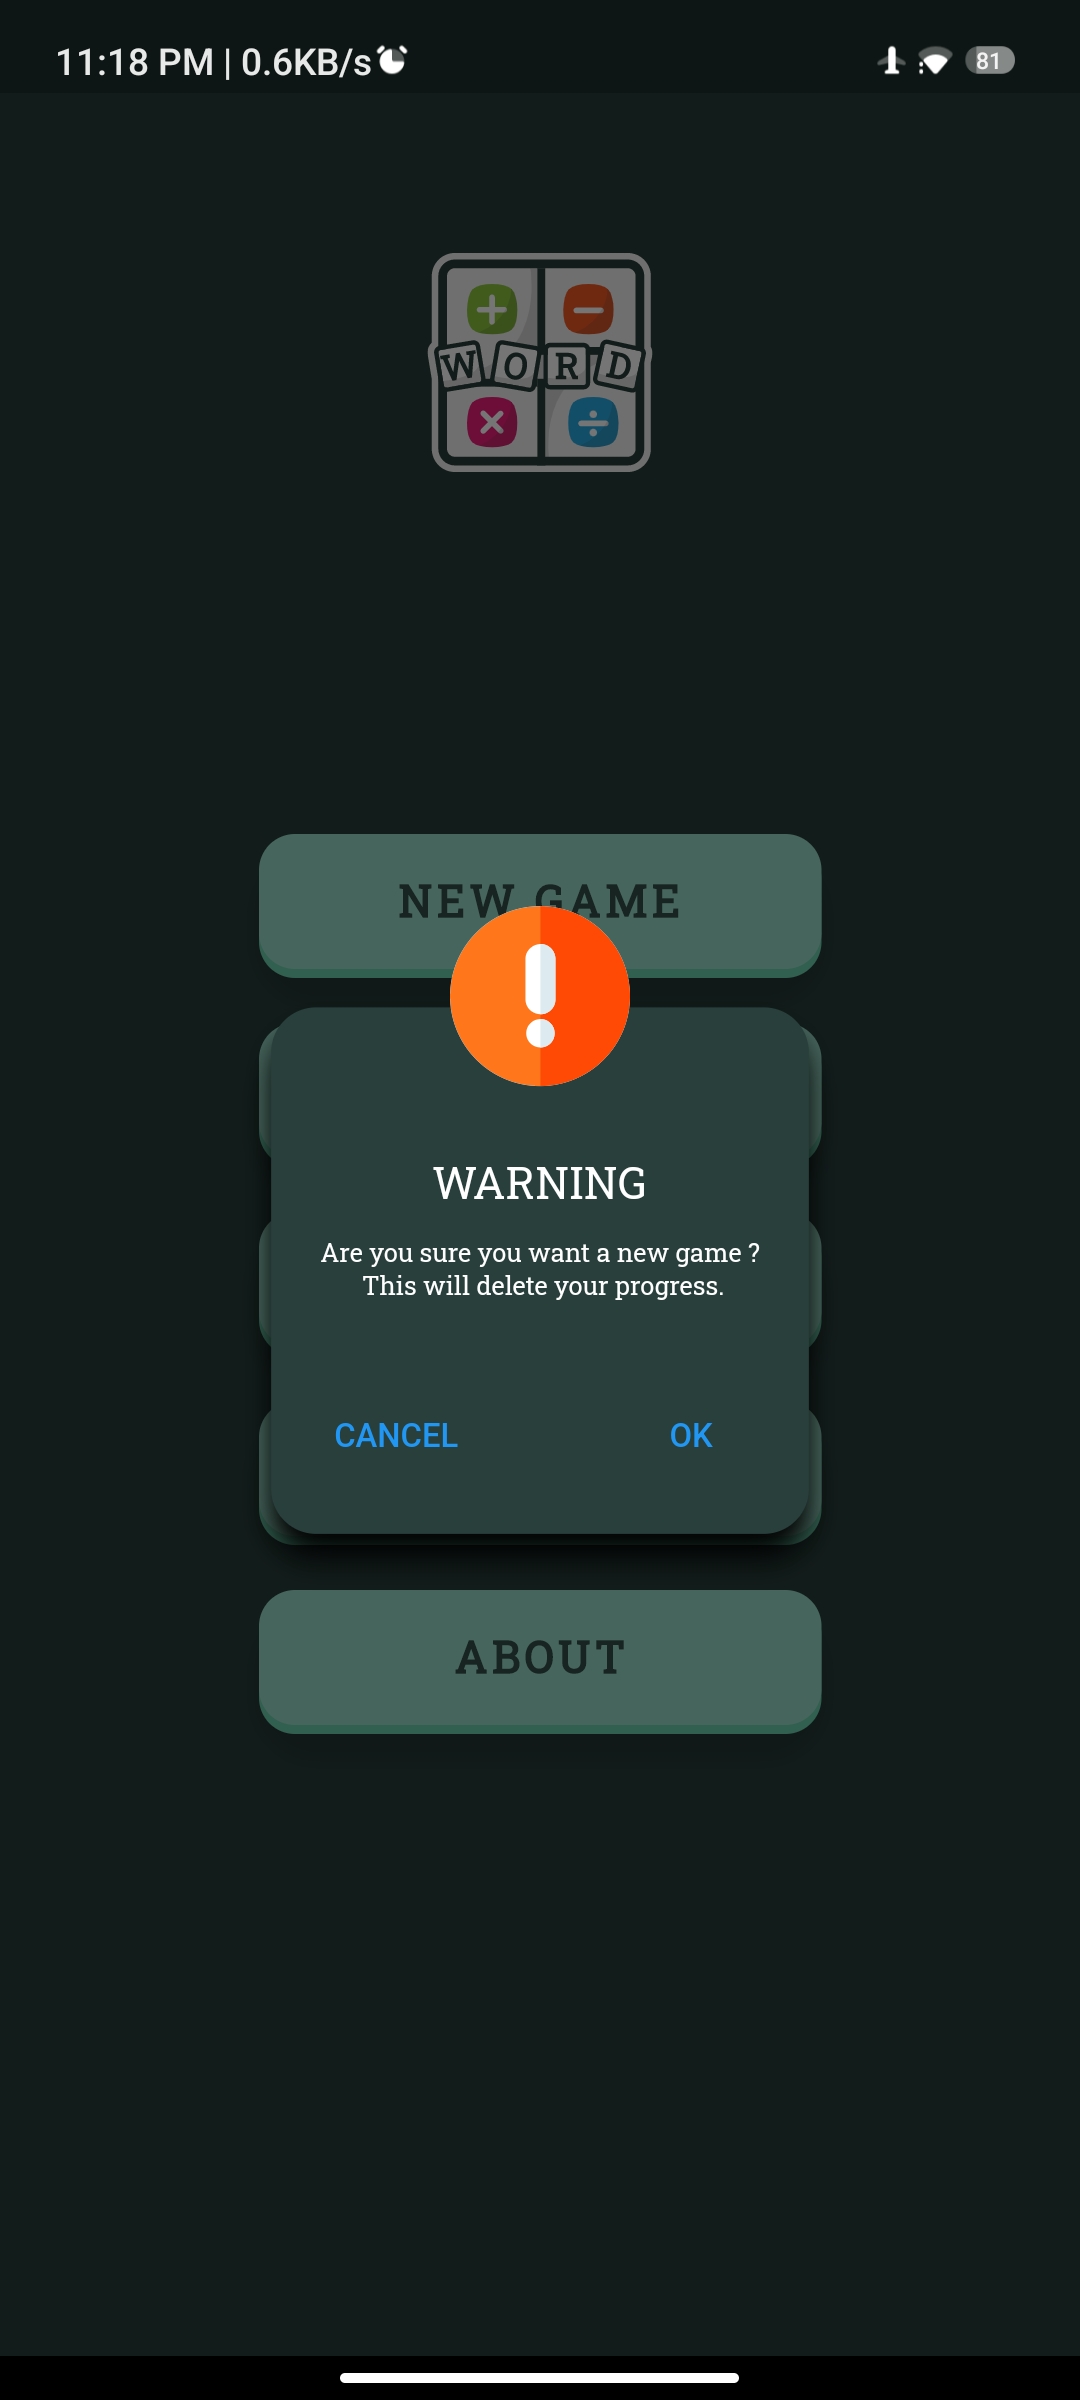 11:18 PM | 0.6KB/s
81
WORD
NEW GAME
WARNING
Are you sure you want a new game ?
This will delete your progress.
CANCEL
OK
ABOUT